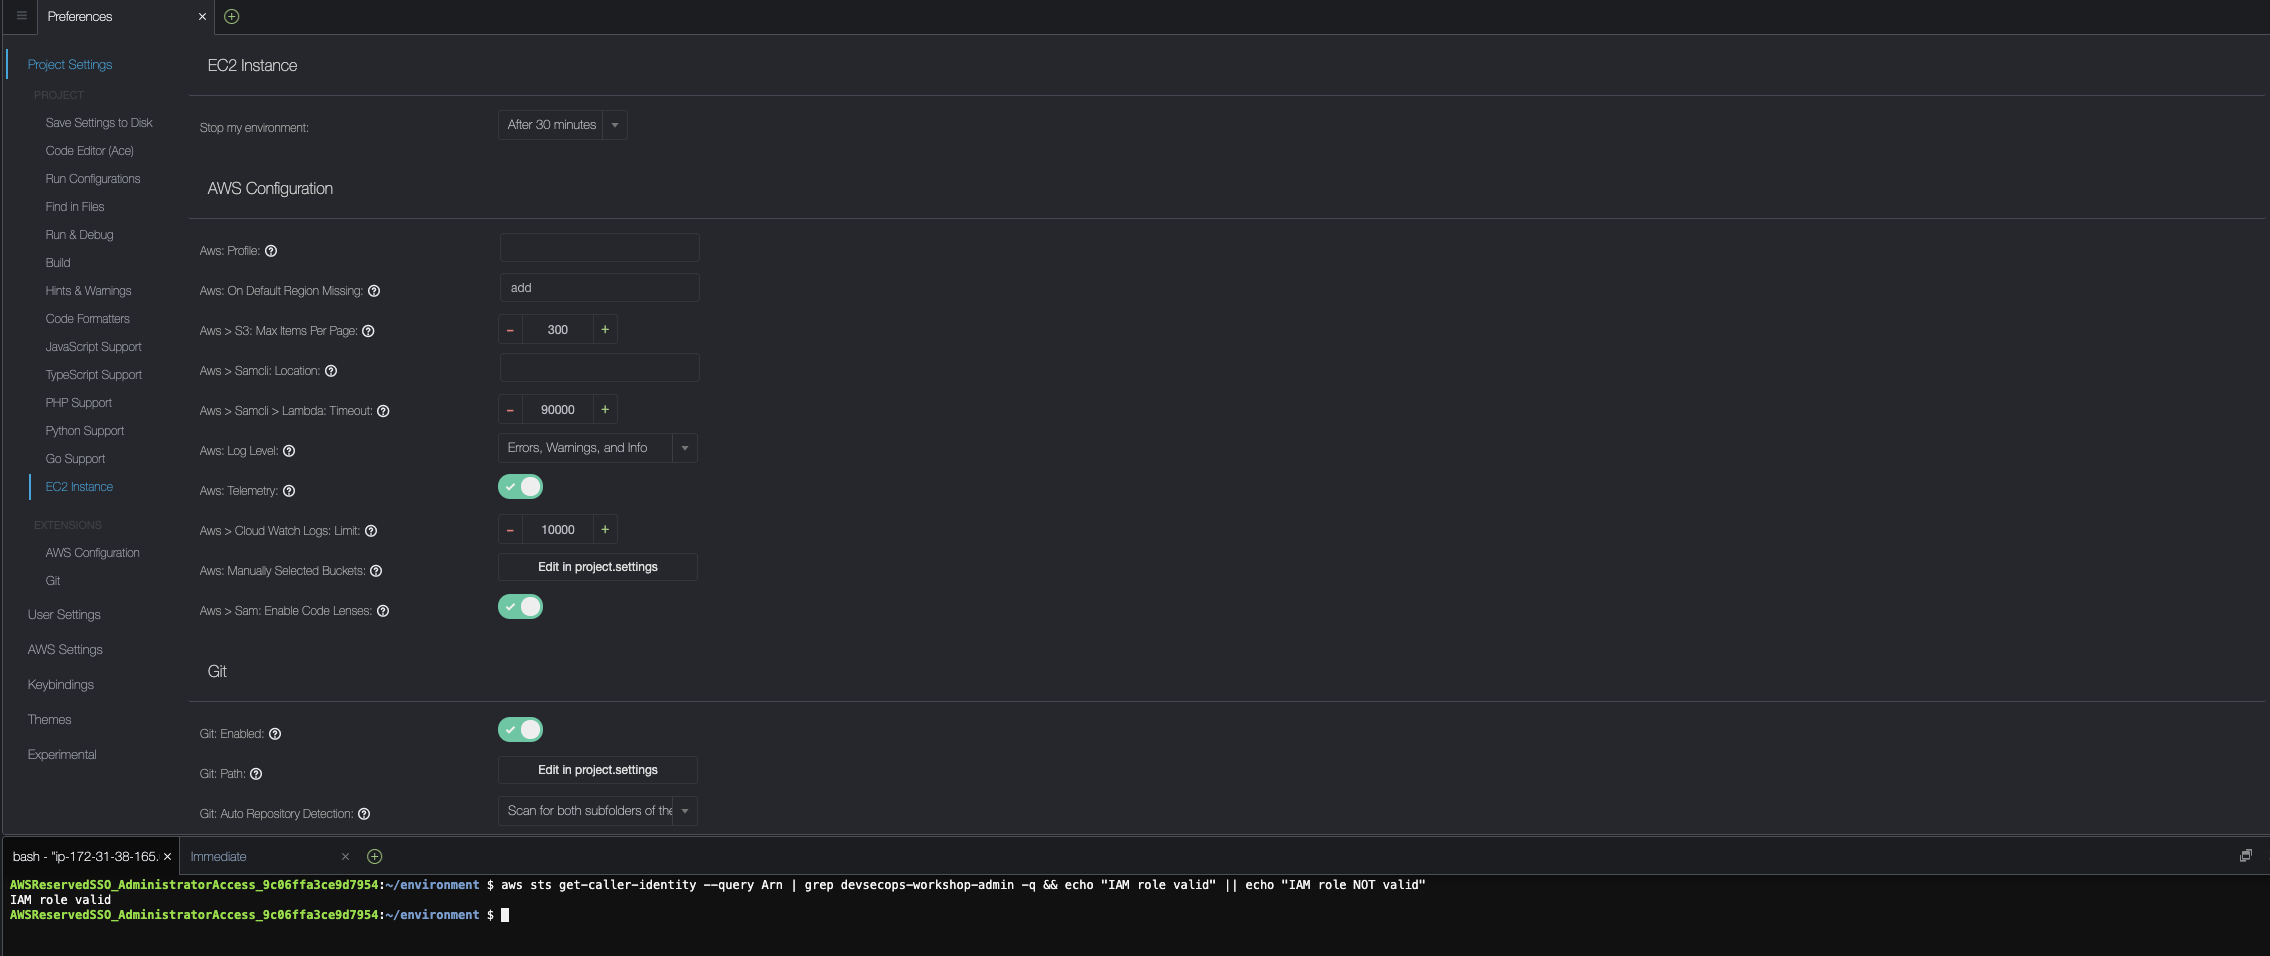 Preferences
Project Settings
PROJECT
Save Settings to Disk
Code Editor (Ace)
Run Configurations
Find in Files
Run & Debug
Build
Hints & Warnings
Code Formatters
JavaScript Support
TypeScript Support
PHP Support
Python Support
Go Support
EC2 Instance
EXTENSIONS
AWS Configuration
Git
User Settings
AWS Settings
Keybindings
Themes
Experimental
EC2 Instance
Stop my environment: After 30 minutes
AWS Configuration
Aws: Profile:
Aws: On Default Region Missing: add
Aws > S3: Max Items Per Page: - 300 +
Aws > Samcli: Location:
Aws > Samcli > Lambda: Timeout: - 90000 +
Aws: Log Level: Errors, Warnings, and Info
Aws: Telemetry:
Aws > Cloud Watch Logs: Limit: - 10000 +
Aws: Manually Selected Buckets: Edit in project.settings
Aws > Sam: Enable Code Lenses:
Git
Git: Enabled:
Git: Path: Edit in project.settings
Git: Auto Repository Detection: Scan for both subfolders of the
bash - "ip-172-31-38-165. Immediate
AWSReservedSSO_AdministratorAccess_9c06ffa3ce9d7954:~/environment $ aws sts get-caller-identity --query Arn | grep devsecops-workshop-admin -q && echo "IAM role valid" || echo "IAM role NOT valid"
IAM role valid
AWSReservedSSO_AdministratorAccess_9c06ffa3ce9d7954:~/environment $